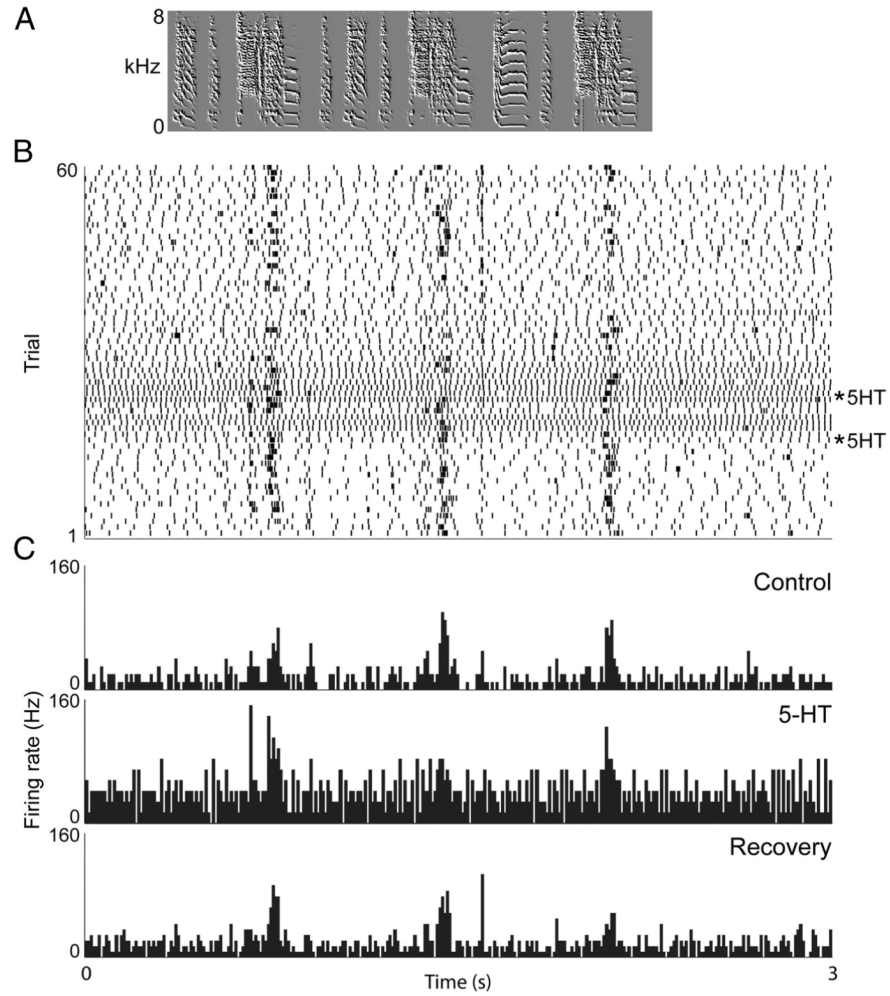 A
8
kHz
0
B
60
Trial
*5HT
*5HT
1
C
160
Control
0
160
5-HT
Firing rate (Hz)
0
160
Recovery
0
0
Time (s)
3